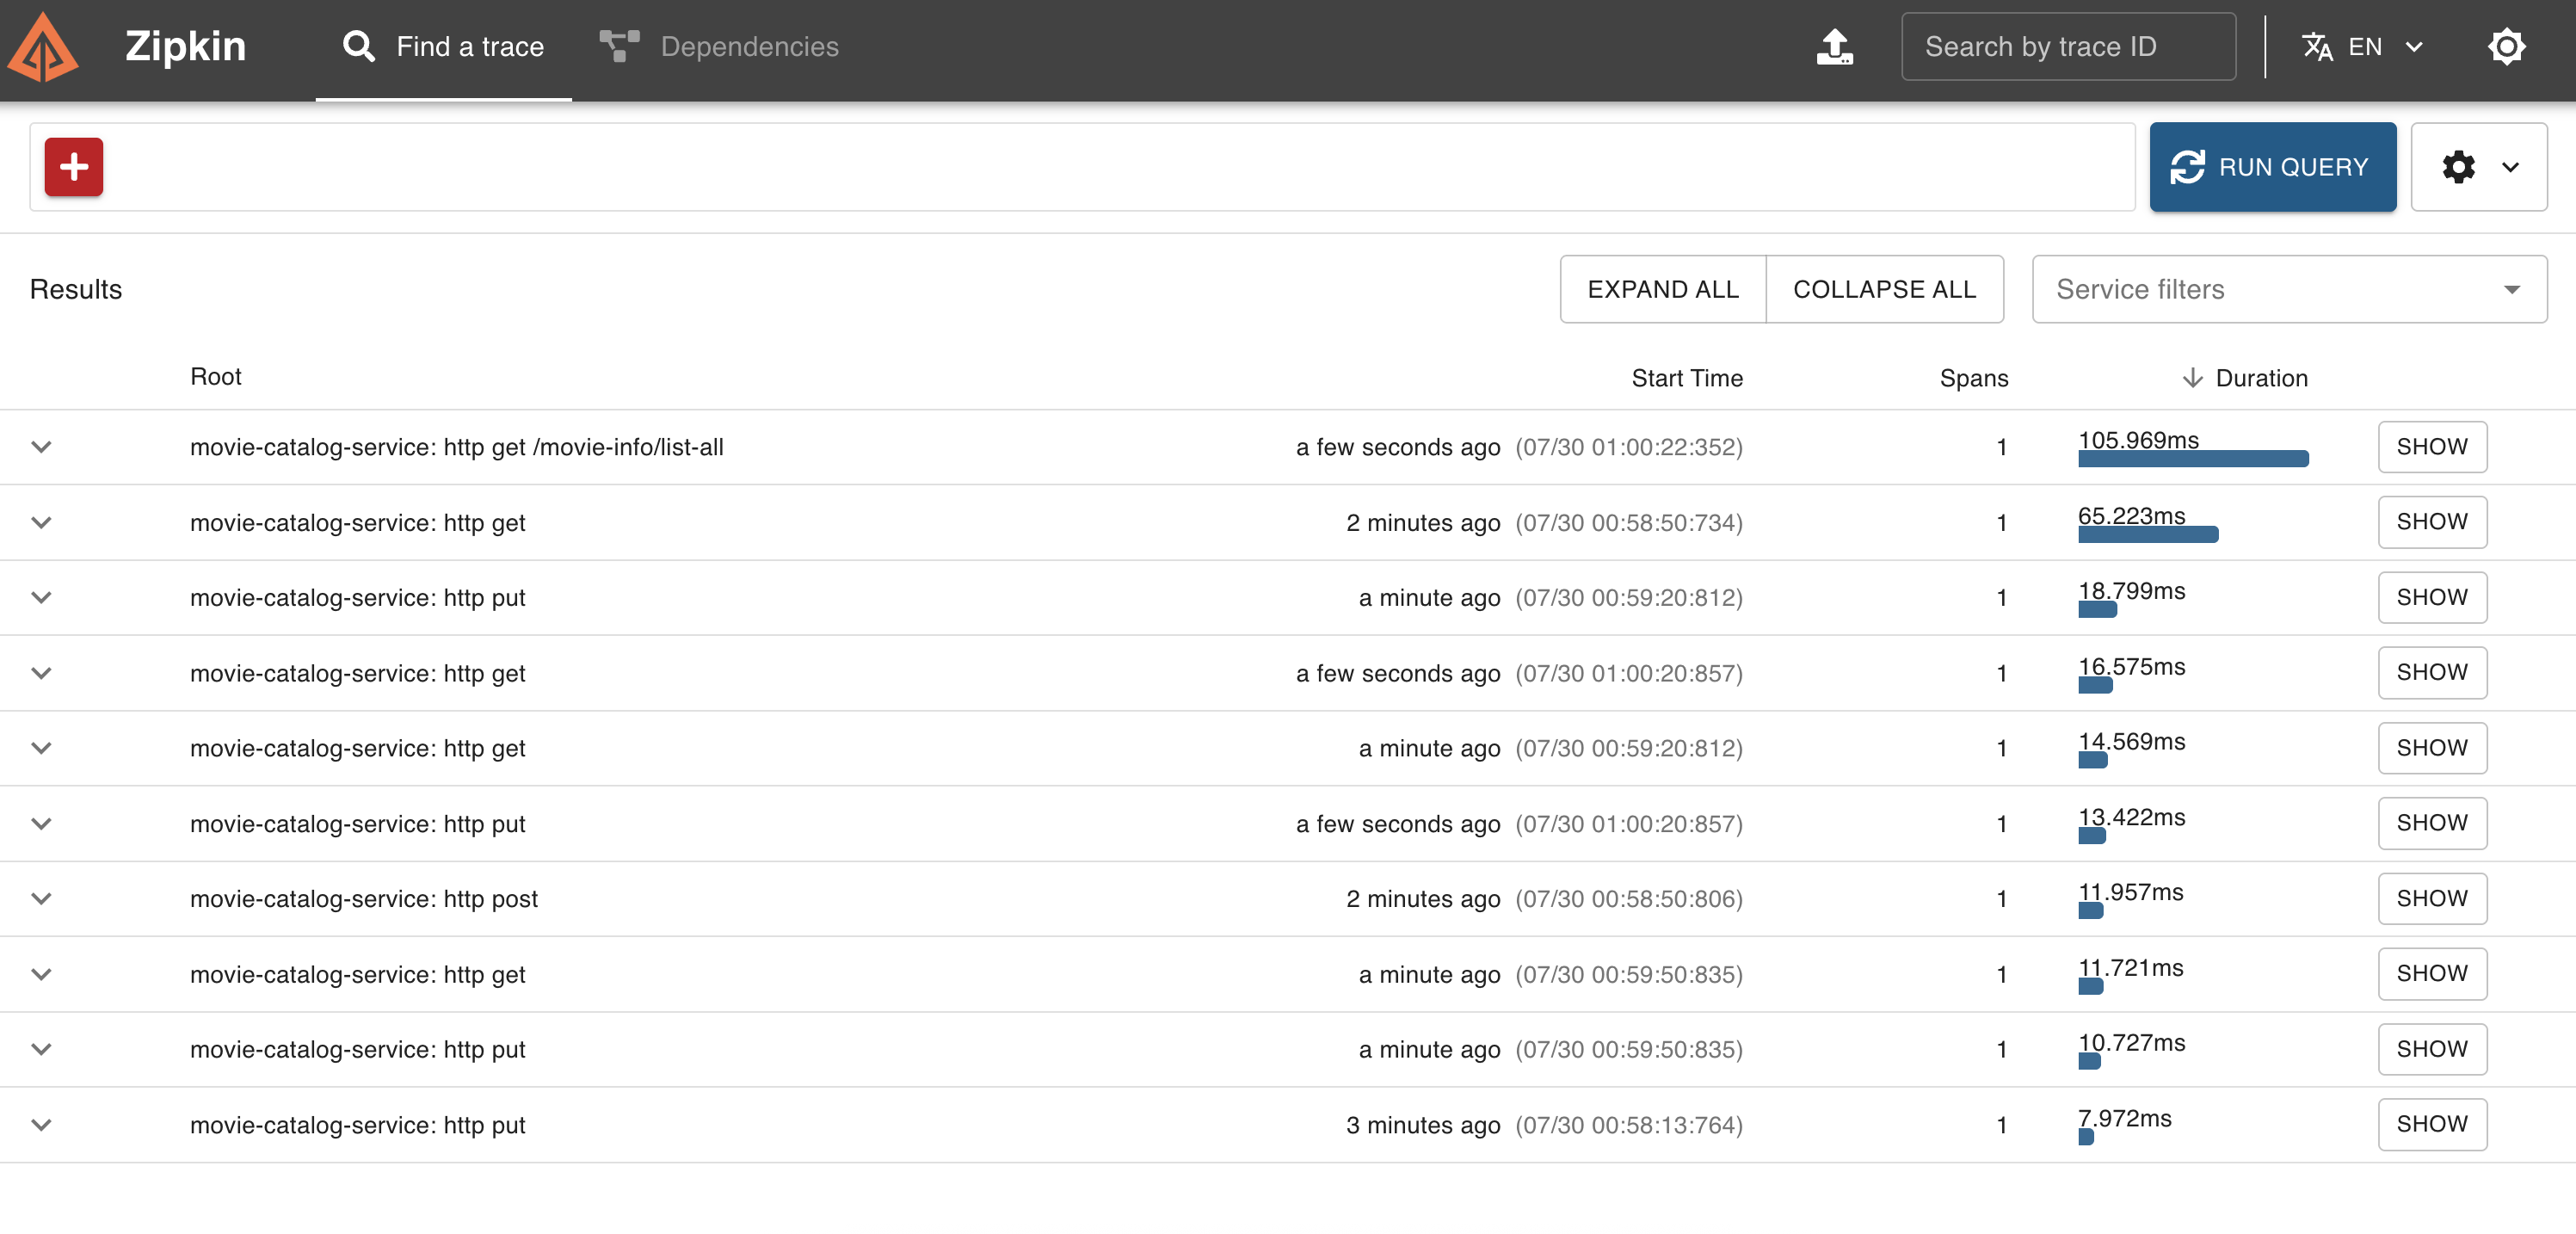 Zipkin Find a trace Dependencies Search by trace ID EN
RUN QUERY
Results EXPAND ALL COLLAPSE ALL Service filters
Root Start Time Spans Duration
movie-catalog-service: http get /movie-info/list-all a few seconds ago (07/30 01:00:22:352) 1 105.969ms SHOW
movie-catalog-service: http get 2 minutes ago (07/30 00:58:50:734) 1 65.223ms SHOW
movie-catalog-service: http put a minute ago (07/30 00:59:20:812) 1 18.799ms SHOW
movie-catalog-service: http get a few seconds ago (07/30 01:00:20:857) 1 16.575ms SHOW
movie-catalog-service: http get a minute ago (07/30 00:59:20:812) 1 14.569ms SHOW
movie-catalog-service: http put a few seconds ago (07/30 01:00:20:857) 1 13.422ms SHOW
movie-catalog-service: http post 2 minutes ago (07/30 00:58:50:806) 1 11.957ms SHOW
movie-catalog-service: http get a minute ago (07/30 00:59:50:835) 1 11.721ms SHOW
movie-catalog-service: http put a minute ago (07/30 00:59:50:835) 1 10.727ms SHOW
movie-catalog-service: http put 3 minutes ago (07/30 00:58:13:764) 1 7.972ms SHOW